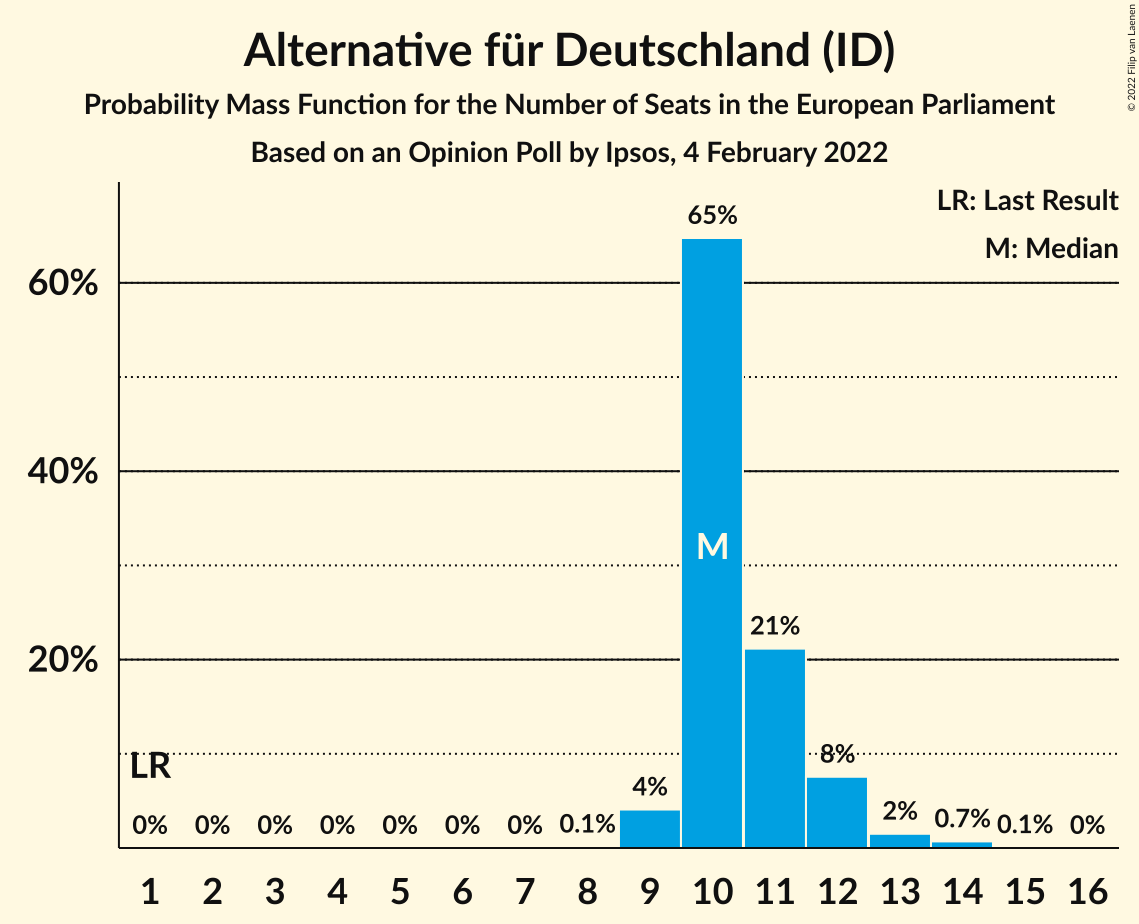 Alternative für Deutschland (ID)
Probability Mass Function for the Number of Seats in the European Parliament
Based on an Opinion Poll by Ipsos, 4 February 2022
© 2022 Filip van Laenen
LR: Last Result
M: Median
60%
40%
20%
65%
M
21%
LR
8%
4%
0% 0% 0% 0% 0% 0% 0% 0.1% 2% 0.7% 0.1% 0%
1 2 3 4 5 6 7 8 9 10 11 12 13 14 15 16